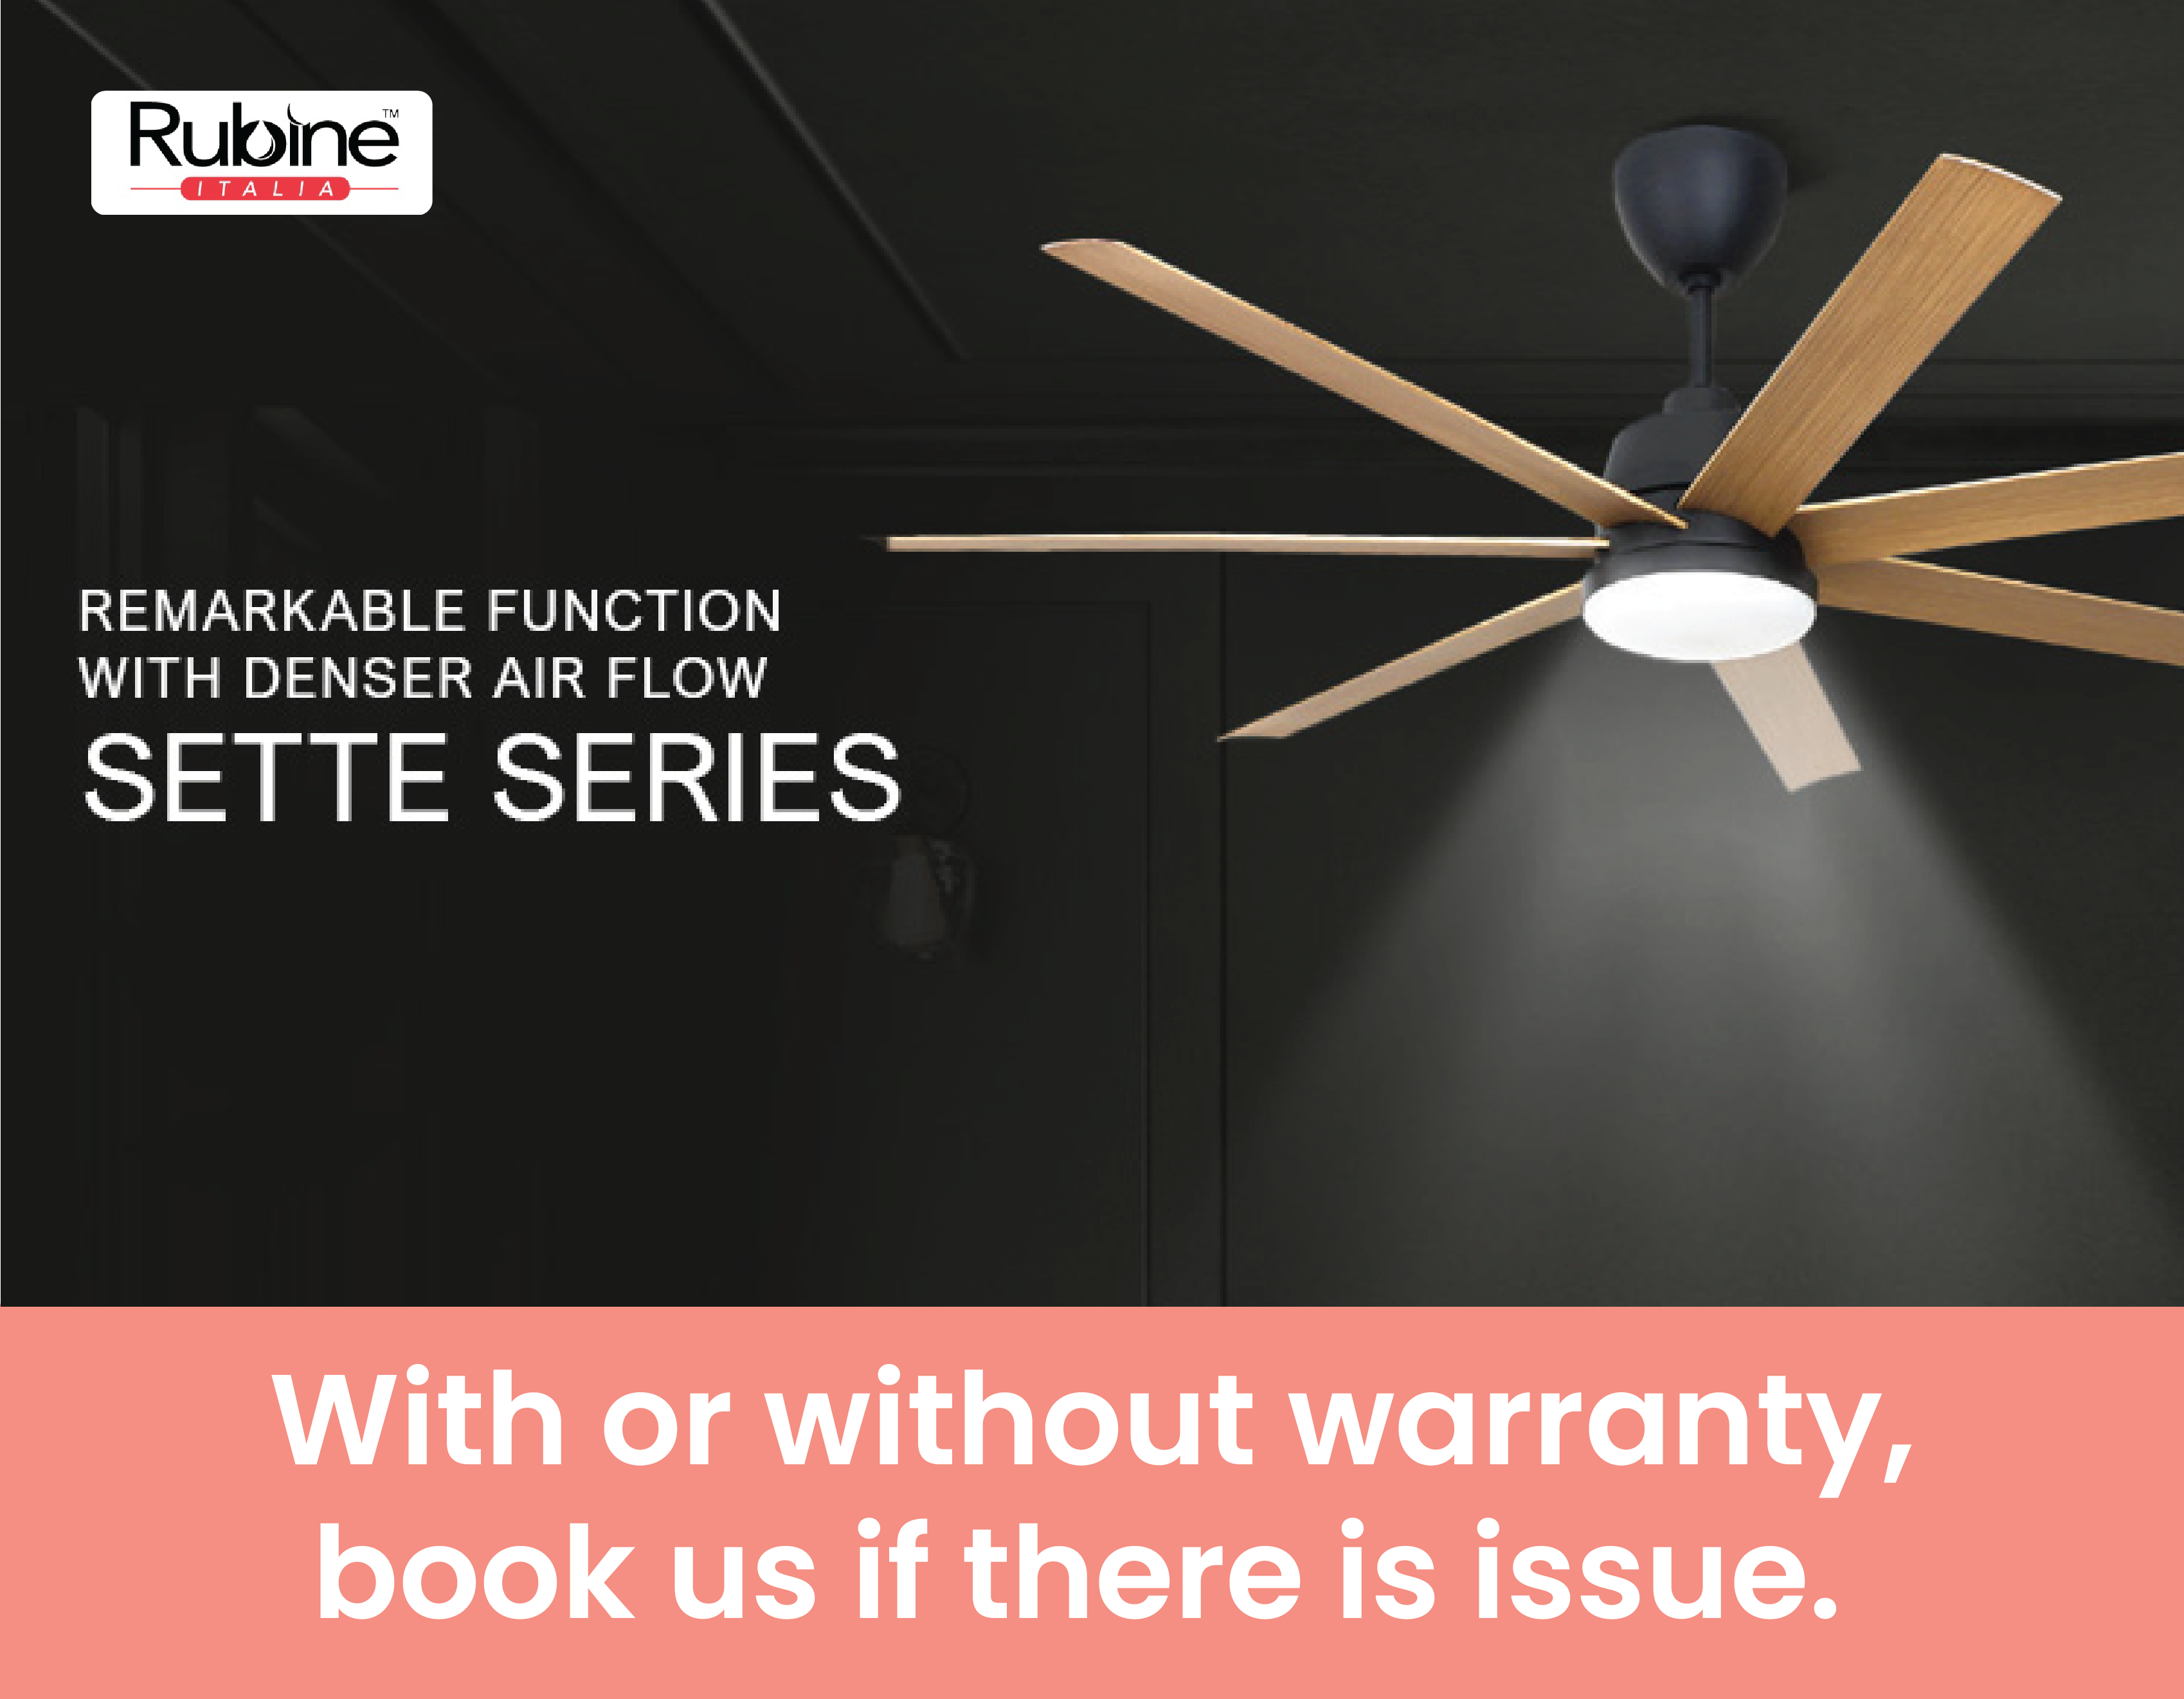 Rubine™
ITALIA
REMARKABLE FUNCTION
WITH DENSER AIR FLOW
SETTE SERIES
With or without warranty,
book us if there is issue.